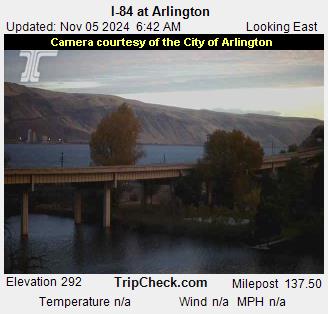 I-84 at Arlington
Updated: Nov 05 2024 6:42 AM Looking East
Camera courtesy of the City of Arlington
Elevation 292 TripCheck.com Milepost 137.50
Temperature n/a Wind n/a MPH n/a